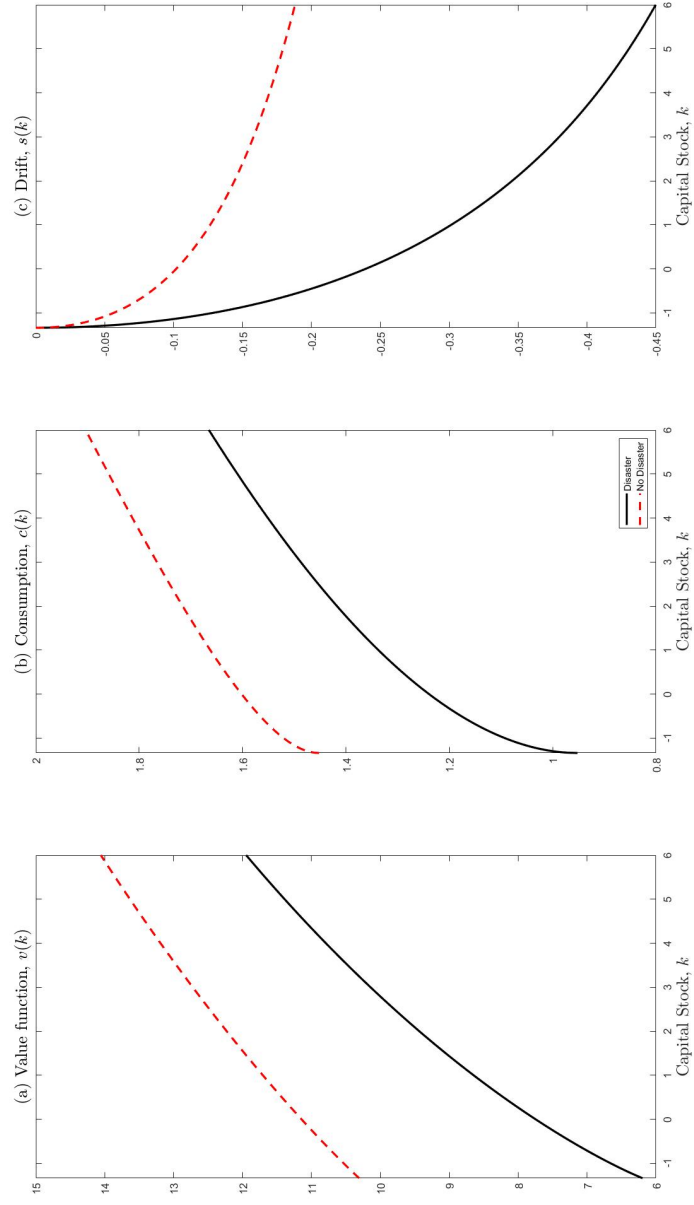 (a) Value function, v(k)
15
14
13
12
11
10
9
8
7
6
-1 0 1 2 3 4 5 6
Capital Stock, k
(b) Consumption, c(k)
2
1.8
1.6
1.4
1.2
1
0.8
-1 0 1 2 3 4 5 6
Capital Stock, k
Disaster
No Disaster
(c) Drift, s(k)
0
-0.05
-0.1
-0.15
-0.2
-0.25
-0.3
-0.35
-0.4
-0.45
-1 0 1 2 3 4 5 6
Capital Stock, k